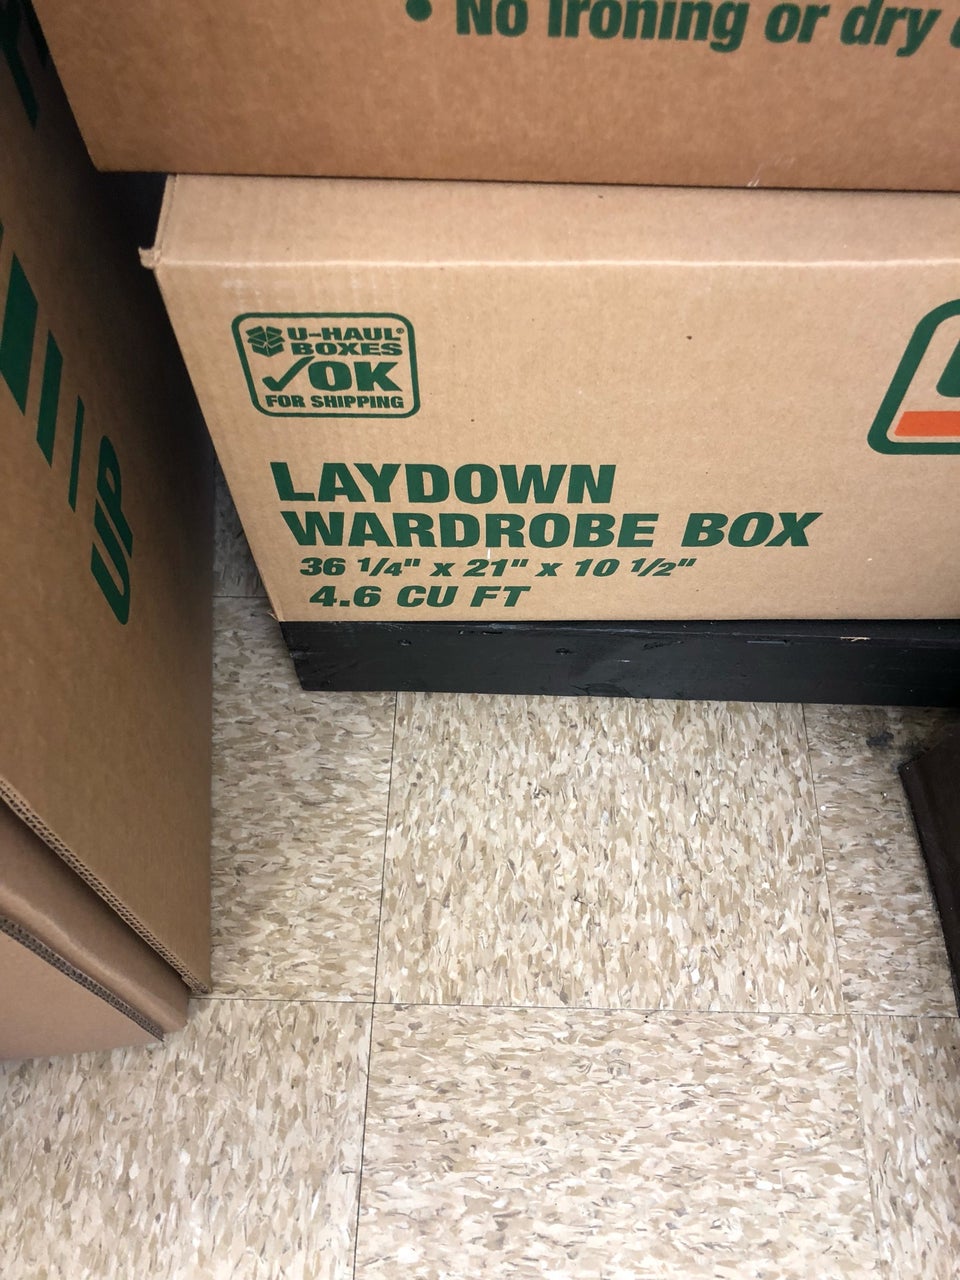 • No Ironing or dry
UP
U-HAUL®
BOXES
✓OK
FOR SHIPPING
LAYDOWN
WARDROBE BOX
36 1/4" x 21" x 10 1/2"
4.6 CU FT